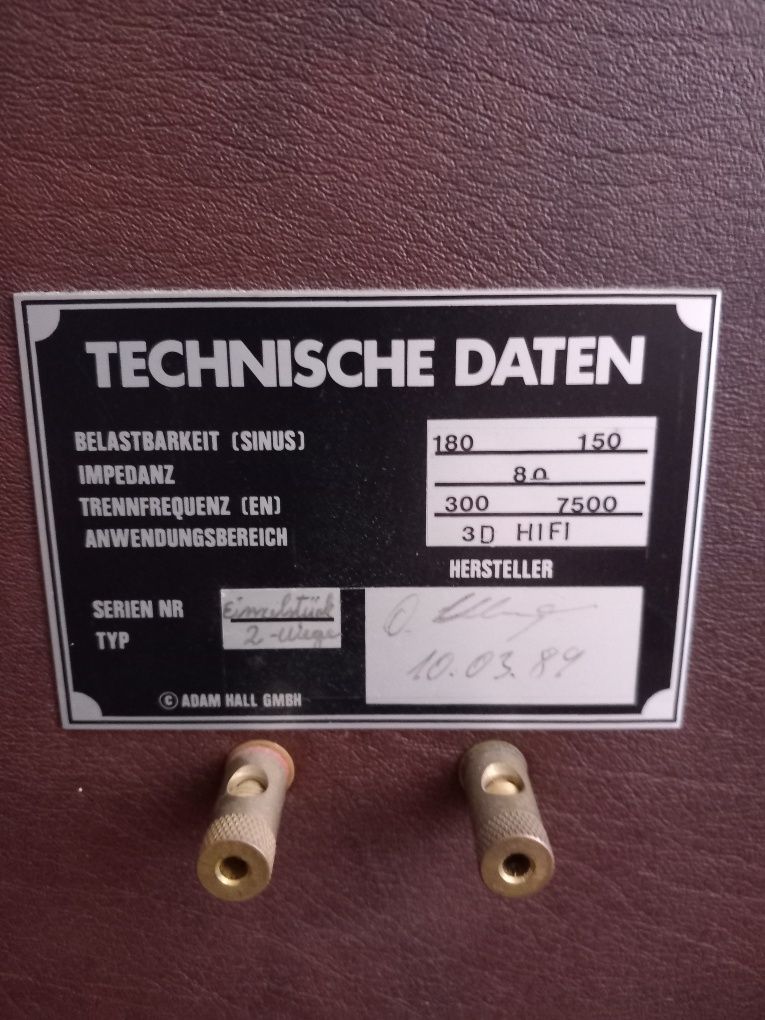 TECHNISCHE DATEN
BELASTBARKEIT (SINUS) 180 150
IMPEDANZ 8Ω
TRENNFREQUENZ (EN) 300 7500
ANWENDUNGSBEREICH 3D HIFI
HERSTELLER
SERIEN NR Einzelstück
TYP 2-Wege
O.
10.03.89
© ADAM HALL GMBH